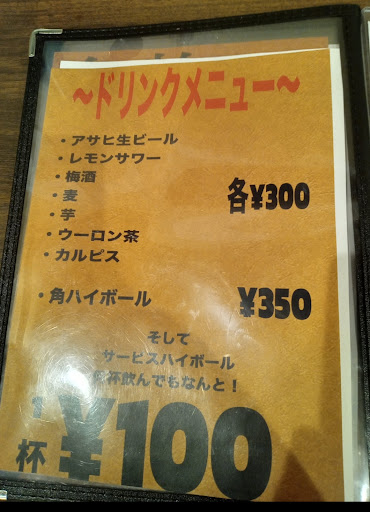 ～ドリンクメニュー～
・アサヒ生ビール
・レモンサワー
・梅酒
・麦
各¥300
・芋
・ウーロン茶
・カルピス
・角ハイボール ¥350
そして
サービスハイボール
何杯飲んでもなんと！
1杯¥100